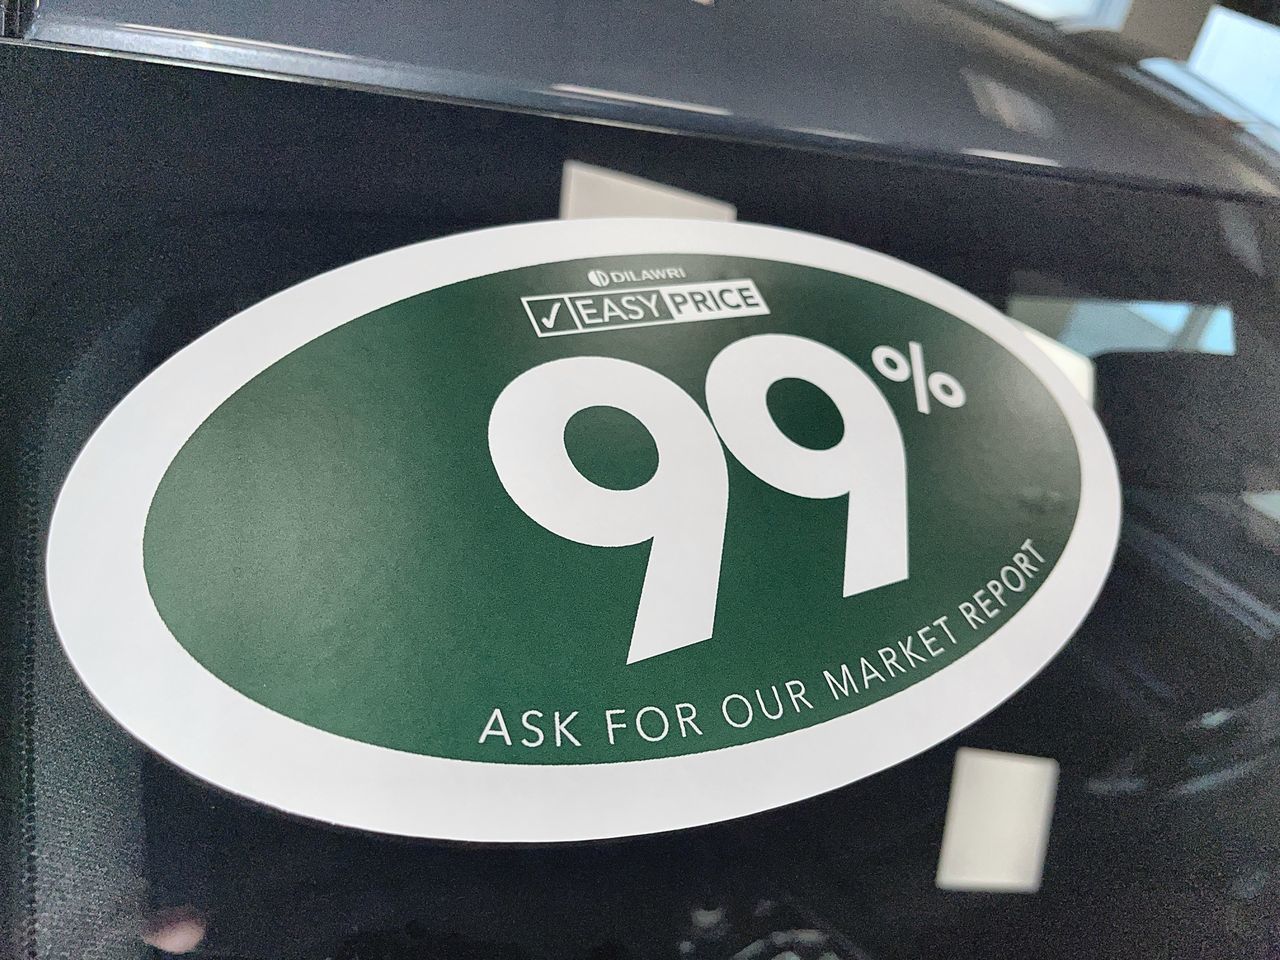 DILAWRI
✓ EASY PRICE
99%
ASK FOR OUR MARKET REPORT